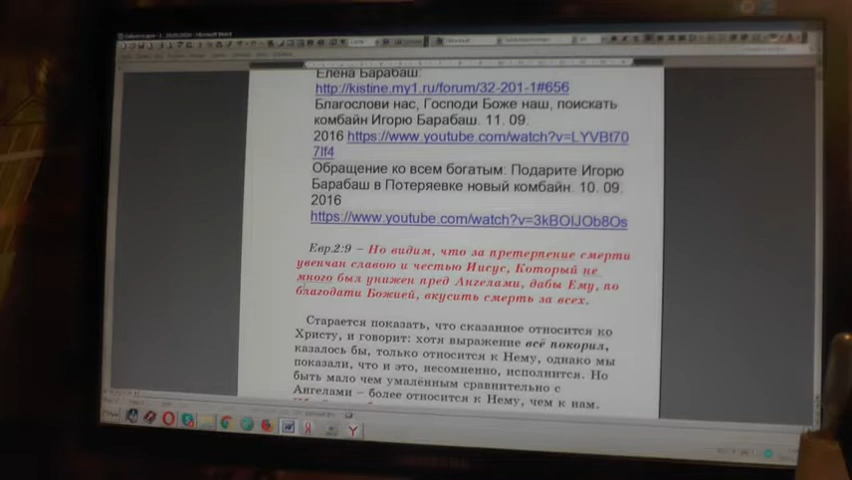 Елена Барабаш:
http://kistine.my1.ru/forum/32-201-1#656
Благослови нас, Господи Боже наш, поискать
комбайн Игорю Барабаш. 11. 09.
2016 https://www.youtube.com/watch?v=LYVBt70
7lf4
Обращение ко всем богатым: Подарите Игорю
Барабаш в Потеряевке новый комбайн. 10. 09.
2016
https://www.youtube.com/watch?v=3kBOIJOb8Os
Евр.2:9 – Но видим, что за претерпение смерти
увенчан славою и честью Иисус, Который не
много был унижен пред Ангелами, дабы Ему, по
благодати Божией, вкусить смерть за всех.
Старается показать, что сказанное относится ко
Христу, и говорит: хотя выражение всё покорил,
казалось бы, только относится к Нему, однако мы
показали, что и это, несомненно, исполнится. Но
быть мало чем умалённым сравнительно с
Ангелами – более относится к Нему, чем к нам.